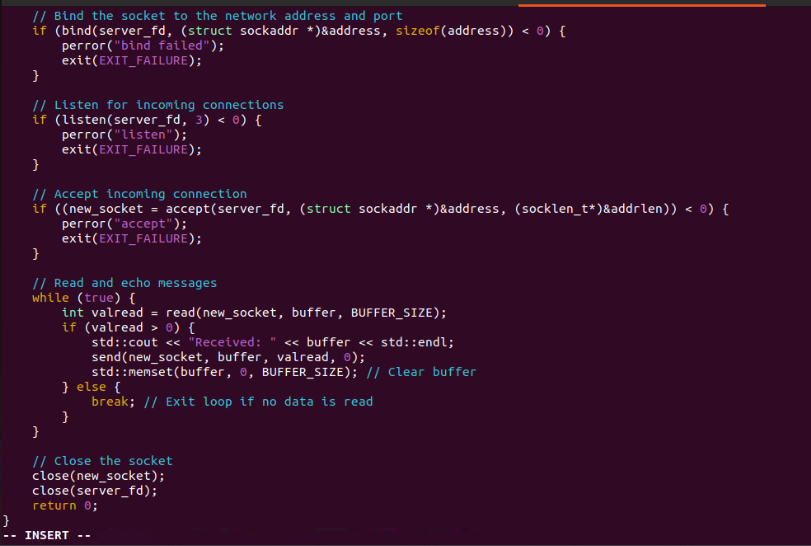 // Bind the socket to the network address and port
if (bind(server_fd, (struct sockaddr *)&address, sizeof(address)) < 0) {
perror("bind failed");
exit(EXIT_FAILURE);
}
// Listen for incoming connections
if (listen(server_fd, 3) < 0) {
perror("listen");
exit(EXIT_FAILURE);
}
// Accept incoming connection
if ((new_socket = accept(server_fd, (struct sockaddr *)&address, (socklen_t*)&addrlen)) < 0) {
perror("accept");
exit(EXIT_FAILURE);
}
// Read and echo messages
while (true) {
int valread = read(new_socket, buffer, BUFFER_SIZE);
if (valread > 0) {
std::cout << "Received: " << buffer << std::endl;
send(new_socket, buffer, valread, 0);
std::memset(buffer, 0, BUFFER_SIZE); // Clear buffer
} else {
break; // Exit loop if no data is read
}
}
// Close the socket
close(new_socket);
close(server_fd);
return 0;
}
-- INSERT --